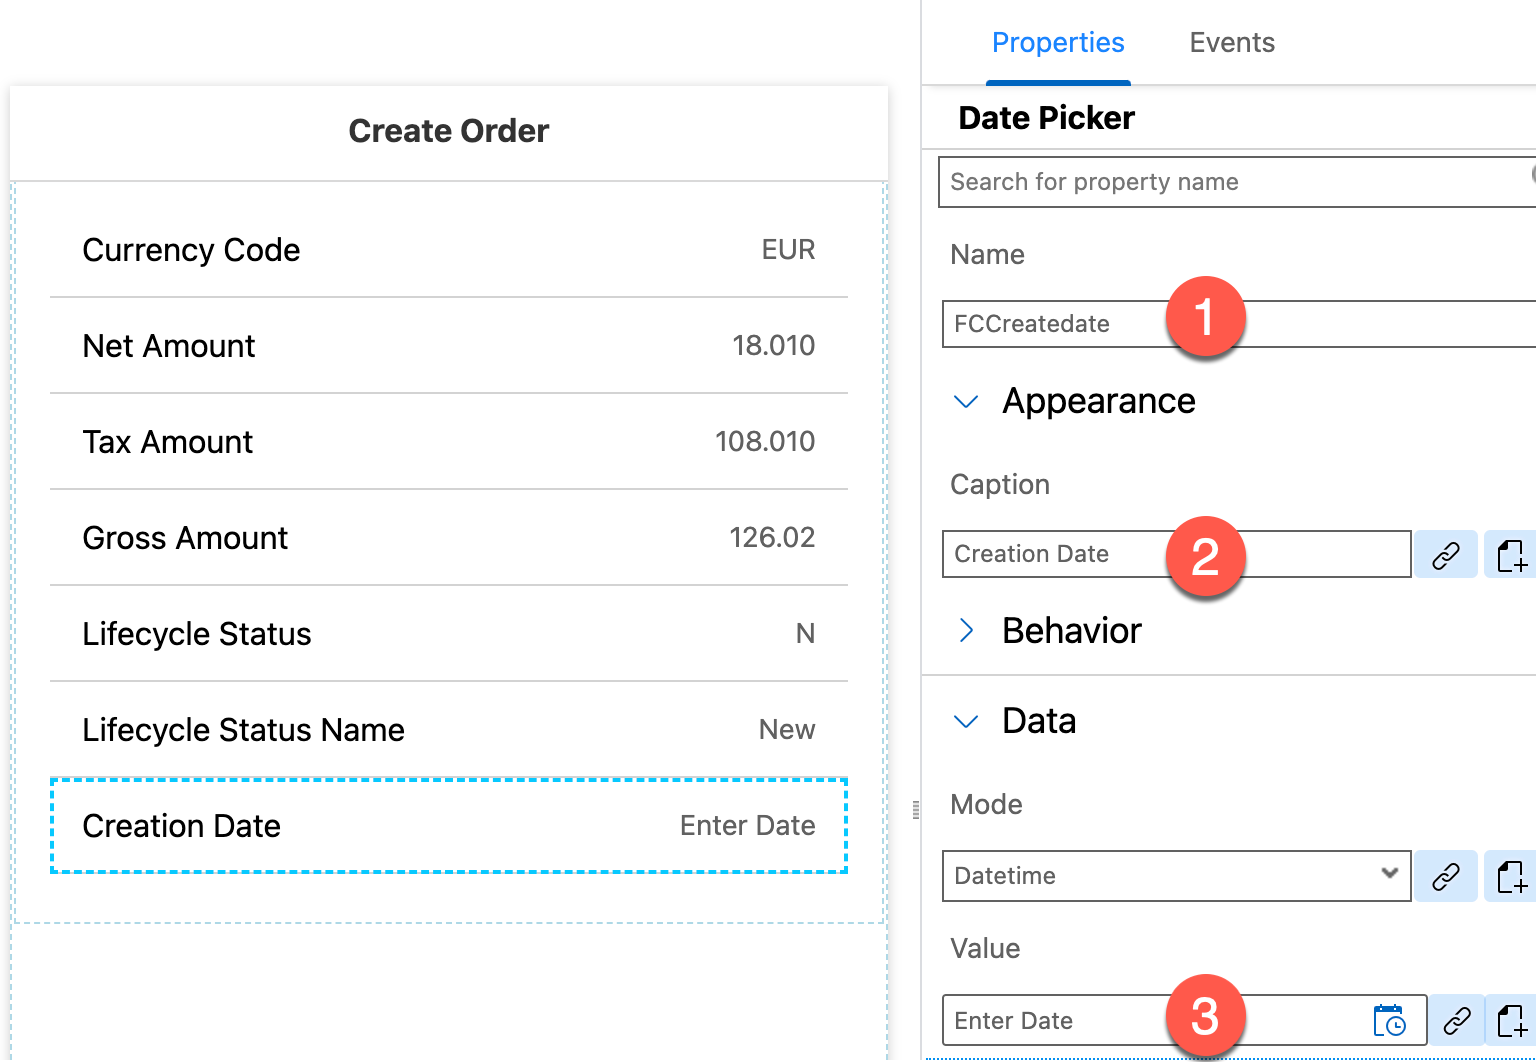 Create Order
Currency Code EUR
Net Amount 18.010
Tax Amount 108.010
Gross Amount 126.02
Lifecycle Status N
Lifecycle Status Name New
Creation Date Enter Date
Properties Events
Date Picker
Search for property name
Name
FCCreatedate 1
Appearance
Caption
Creation Date 2
Behavior
Data
Mode
Datetime
Value
Enter Date 3